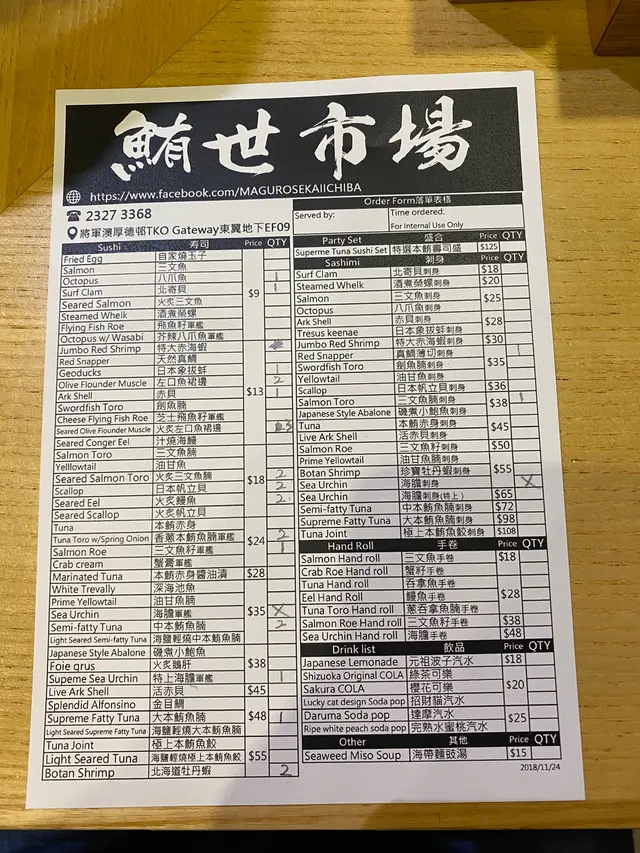 鮪世市場
https://www.facebook.com/MAGUROSEKAIICHIBA
2327 3368
將軍澳厚德邨TKO Gateway東翼地下EF09
Order Form落單表格
Served by: Time ordered:
For Internal Use Only
Sushi 壽司 Price QTY
Fried Egg 自家燒玉子
Salmon 三文魚
Octopus 八爪魚 1
Surf Clam 北寄貝 1
$9
Seared Salmon 火炙三文魚
Steamed Whelk 酒煮螺
Flying Fish Roe 飛魚籽軍艦
Octopus w/ Wasabi 芥辣八爪魚軍艦
Jumbo Red Shrimp 特大赤海蝦
Red Snapper 天然真鯛
Geoducks 日本象拔蚌 1
Olive Flounder Muscle 左口魚裙邊 2
Ark Shell 赤貝 1
$13
Swordfish Toro 劍魚腩
Cheese Flying Fish Roe 芝士飛魚籽軍艦
Seared Olive Flounder Muscle 火炙左口魚裙邊 3
Seared Conger Eel 汁燒海鰻
Salmon Toro 三文魚腩
Yelllowtail 油甘魚
Seared Salmon Toro 火炙三文魚腩 2
$18
Scallop 日本帆立貝 2
Seared Eel 火炙鰻魚 2
Seared Scallop 火炙帆立貝
Tuna 本鮪赤身
Tuna Toro w/Spring Onion 香蔥本鮪魚腩軍艦 2
$24
Salmon Roe 三文魚籽軍艦 1
Crab cream 蟹膏軍艦
Marinated Tuna 本鮪赤身醬油漬 $28
White Trevally 深海池魚
Prime Yellowtail 油甘魚腩
Sea Urchin 海膽軍艦 $35 X
Semi-fatty Tuna 中本鮪魚腩 2
Light Seared Semi-fatty Tuna 海鹽輕燒中本鮪魚腩
Japanese Style Abalone 磯煮小鮑魚
Foie grus 火炙鵝肝 $38
Supeme Sea Urchin 特上海膽軍艦 1
Live Ark Shell 活赤貝 $45
Splendid Alfonsino 金目鯛
Supreme Fatty Tuna 大本鮪魚腩 $48 1
Light Seared Supreme Fatty Tuna 海鹽輕燒大本鮪魚腩
Tuna Joint 極上本鮪魚鮫
Light Seared Tuna 海鹽輕燒極上本鮪魚鮫 $55
Botan Shrimp 北海道牡丹蝦 2
Party Set 盛合 Price QTY
Superme Tuna Sushi Set 特選本鮪壽司盛 $125
Sashimi 刺身
Surf Clam 北寄貝刺身 $18
Steamed Whelk 酒煮螺刺身 $20
Salmon 三文魚刺身
$25
Octopus 八爪魚刺身
Ark Shell 赤貝刺身
$28
Tresus keenae 日本象拔蚌刺身
Jumbo Red Shrimp 特大赤海蝦刺身 $30
Red Snapper 真鯛薄切刺身 1
Swordfish Toro 劍魚腩刺身 $35
Yellowtail 油甘魚刺身
Scallop 日本帆立貝刺身 $36
Salmon Toro 三文魚腩刺身 1
$38
Japanese Style Abalone 磯煮小鮑魚刺身
Tuna 本鮪赤身刺身
$45
Live Ark Shell 活赤貝刺身
Salmon Roe 三文魚籽刺身 $50
Prime Yellowtail 油甘魚腩刺身
Botan Shrimp 珍寶牡丹蝦刺身 $55
Sea Urchin 海膽刺身 X
Sea Urchin 海膽刺身(特上) $65
Semi-fatty Tuna 中本鮪魚腩刺身 $72
Supreme Fatty Tuna 大本鮪魚腩刺身 $98
Tuna Joint 極上本鮪魚鮫刺身 $108
Hand Roll 手卷 Price QTY
Salmon Hand roll 三文魚手卷 $18
Crab Roe Hand roll 蟹籽手卷
Tuna Hand roll 吞拿魚手卷
$28
Eel Hand Roll 鰻魚手卷
Tuna Toro Hand roll 蔥吞拿魚腩手卷
Salmon Roe Hand roll 三文魚籽手卷 $38
Sea Urchin Hand roll 海膽手卷 $48
Drink list 飲品 Price QTY
Japanese Lemonade 元祖波子汽水 $18
Shizuoka Original COLA 綠茶可樂
Sakura COLA 櫻花可樂 $20
Lucky cat design Soda pop 招財貓汽水
Daruma Soda pop 達摩汽水
$25
Ripe white peach soda pop 完熟水蜜桃汽水
Other 其他 Price QTY
Seaweed Miso Soup 海帶麵豉湯 $15
2018/11/24